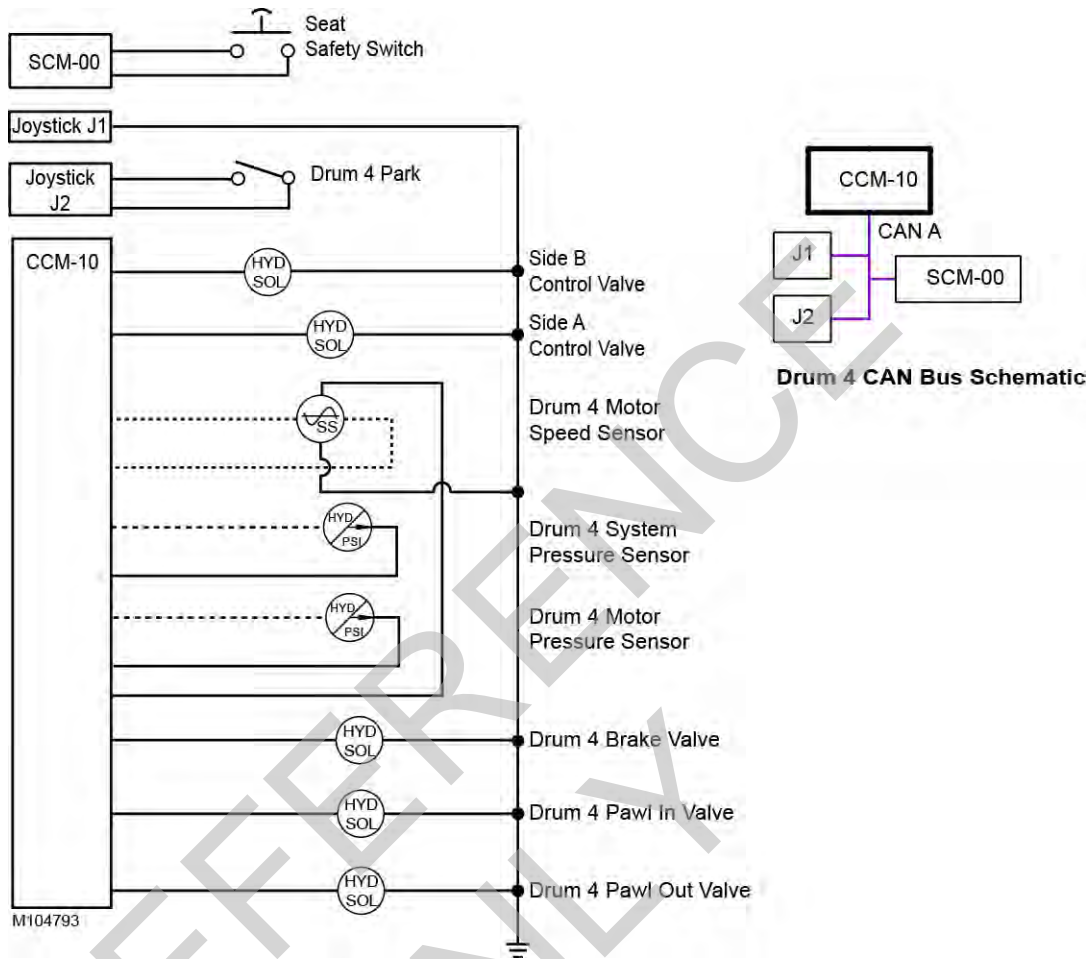 Seat
Safety Switch
SCM-00
Joystick J1
Joystick
J2
Drum 4 Park
CCM-10
HYD
SOL
Side B
Control Valve
HYD
SOL
Side A
Control Valve
SS
Drum 4 Motor
Speed Sensor
HYD
PSI
Drum 4 System
Pressure Sensor
HYD
PSI
Drum 4 Motor
Pressure Sensor
HYD
SOL
Drum 4 Brake Valve
HYD
SOL
Drum 4 Pawl In Valve
HYD
SOL
Drum 4 Pawl Out Valve
M104793
CCM-10
CAN A
J1
SCM-00
J2
Drum 4 CAN Bus Schematic
EFERENCE
NLY